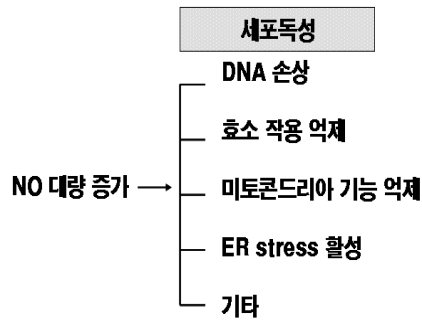 세포독성
DNA 손상
효소 작용 억제
NO 대량 증가
미토콘드리아 기능 억제
ER stress 활성
기타